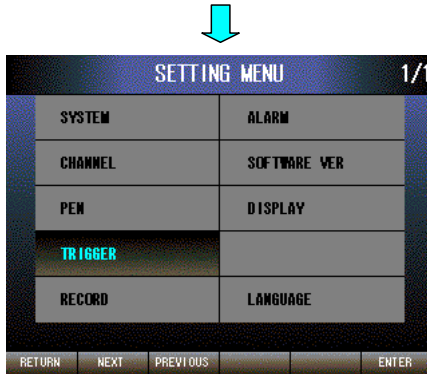 SETTING MENU 1/1
SYSTEM ALARM
CHANNEL SOFTWARE VER
PEN DISPLAY
TRIGGER
RECORD LANGUAGE
RETURN NEXT PREVIOUS ENTER